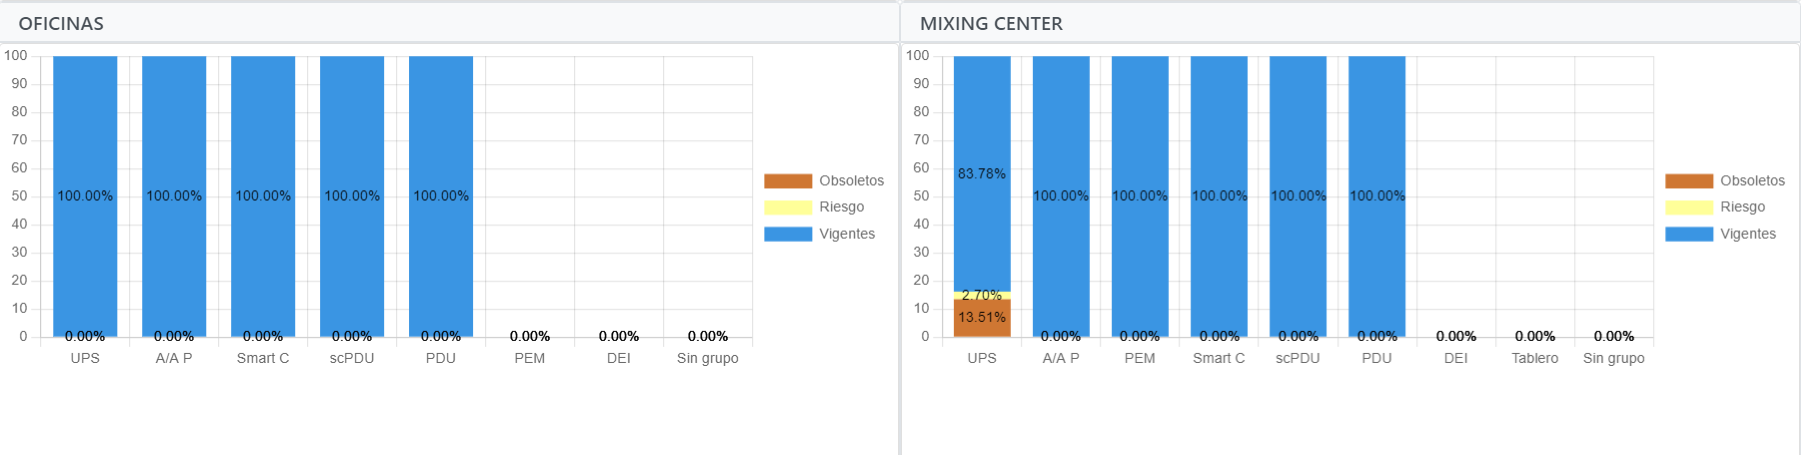 OFICINAS
100
90
80
70
60
50
40
30
20
10
0
100.00% 100.00% 100.00% 100.00% 100.00%
0.00% 0.00% 0.00% 0.00% 0.00% 0.00% 0.00% 0.00%
UPS A/A P Smart C scPDU PDU PEM DEI Sin grupo
Obsoletos
Riesgo
Vigentes
MIXING CENTER
100
90
80
70
60
50
40
30
20
10
0
83.78%
100.00% 100.00% 100.00% 100.00% 100.00%
2.70%
13.51%
0.00% 0.00% 0.00% 0.00% 0.00% 0.00% 0.00% 0.00%
UPS A/A P PEM Smart C scPDU PDU DEI Tablero Sin grupo
Obsoletos
Riesgo
Vigentes